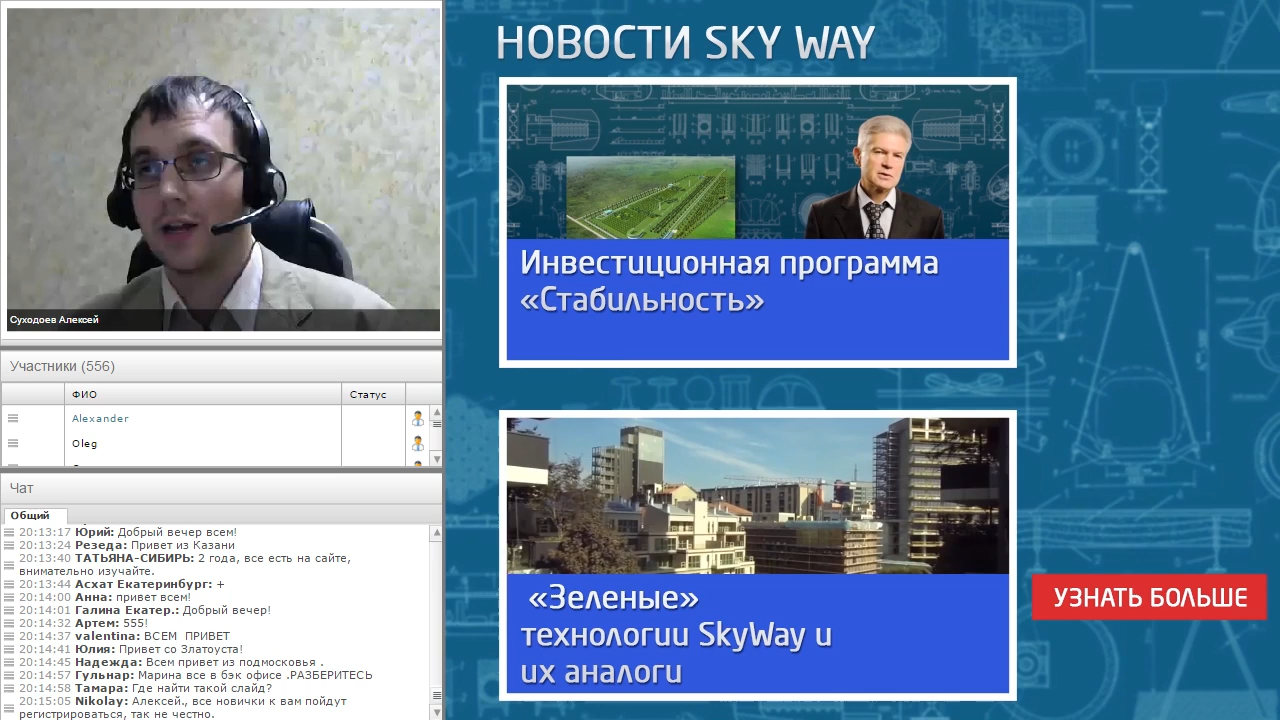 Суходоев Алексей
Участники (556)
ФИО
Статус
Alexander
Oleg
Чат
Общий
20:13:17 Юрий: Добрый вечер всем!
20:13:24 Резеда: Привет из Казани
20:13:40 ТАТЬЯНА-СИБИРЬ: 2 года, все есть на сайте,
внимательно изучайте.
20:13:44 Асхат Екатеринбург: +
20:14:00 Анна: привет всем!
20:14:01 Галина Екатер.: Добрый вечер!
20:14:32 Артем: 555!
20:14:37 valentina: ВСЕМ ПРИВЕТ
20:14:41 Юлия: Привет со Златоуста!
20:14:45 Надежда: Всем привет из подмосковья .
20:14:57 Гульнар: Марина все в бэк офисе .РАЗБЕРИТЕСЬ
20:14:58 Тамара: Где найти такой слайд?
20:15:05 Nikolay: Алексей., все новички к вам пойдут
регистрироваться, так не честно.
НОВОСТИ SKY WAY
Инвестиционная программа
«Стабильность»
«Зеленые»
технологии SkyWay и
их аналоги
УЗНАТЬ БОЛЬШЕ